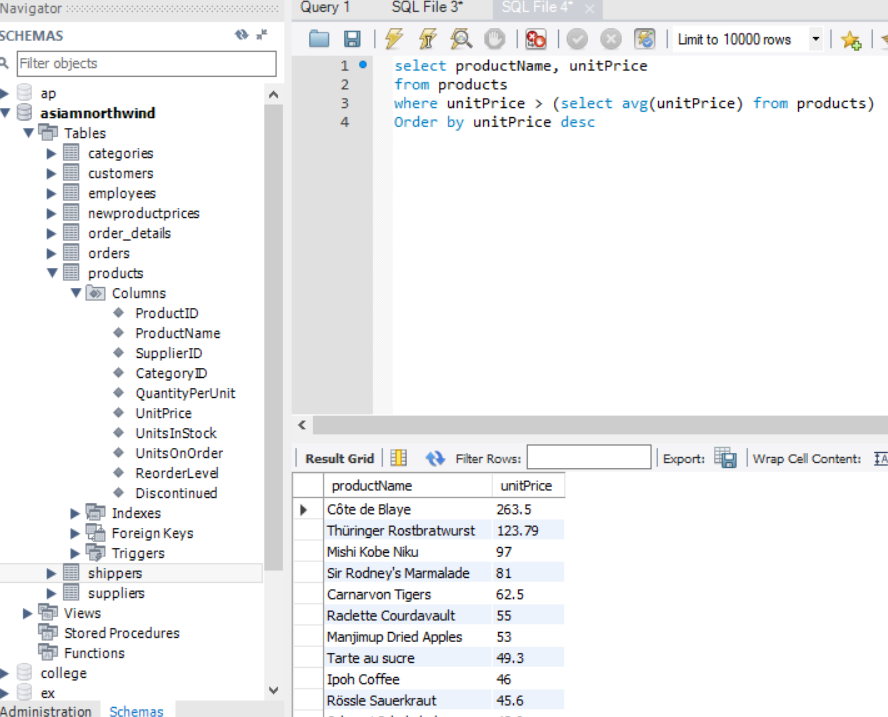 Navigator
Query 1
SQL File 3*
SQL File 4*
SCHEMAS
Filter objects
Limit to 10000 rows
ap
asiamnorthwind
Tables
categories
customers
employees
newproductprices
order_details
orders
products
Columns
ProductID
ProductName
SupplierID
CategoryID
QuantityPerUnit
UnitPrice
UnitsInStock
UnitsOnOrder
ReorderLevel
Discontinued
Indexes
Foreign Keys
Triggers
shippers
suppliers
Views
Stored Procedures
Functions
college
ex
Administration
Schemas
1 select productName, unitPrice
2 from products
3 where unitPrice > (select avg(unitPrice) from products)
4 Order by unitPrice desc
Result Grid
Filter Rows:
Export:
Wrap Cell Content:
productName unitPrice
Côte de Blaye 263.5
Thüringer Rostbratwurst 123.79
Mishi Kobe Niku 97
Sir Rodney's Marmalade 81
Carnarvon Tigers 62.5
Raclette Courdavault 55
Manjimup Dried Apples 53
Tarte au sucre 49.3
Ipoh Coffee 46
Rössle Sauerkraut 45.6